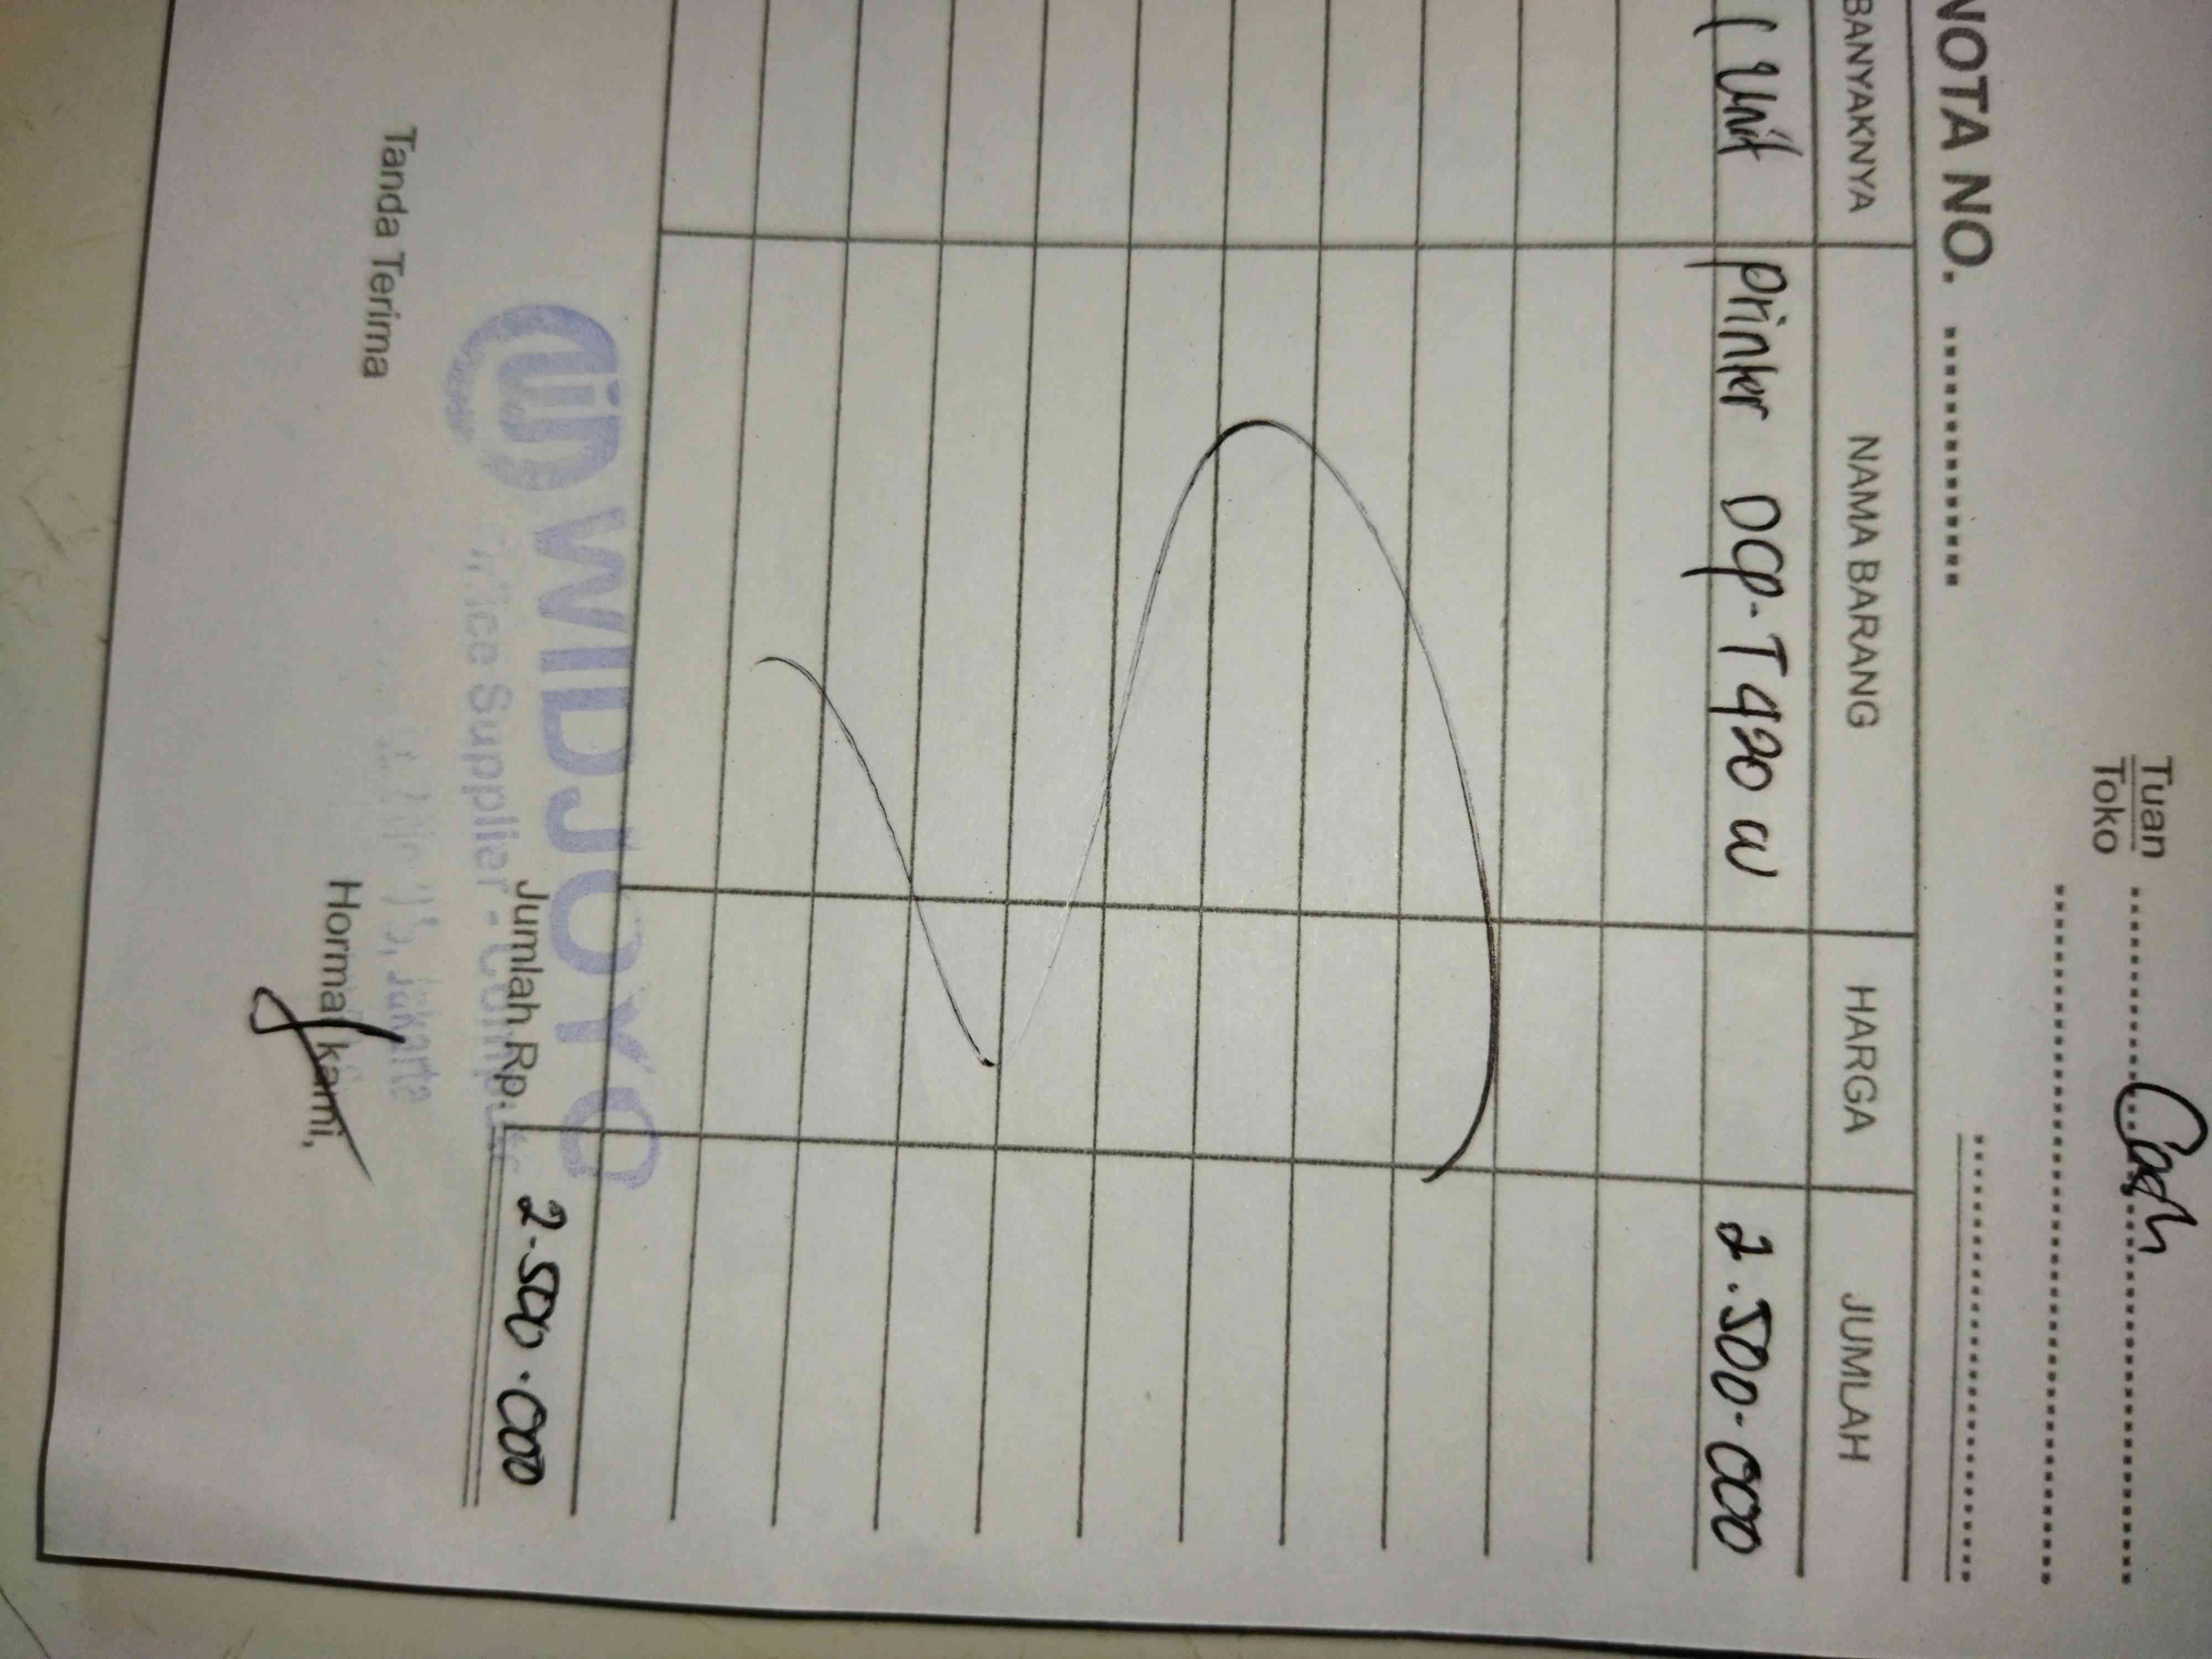 Tuan
Toko Cash
NOTA NO.
BANYAKNYA NAMA BARANG HARGA JUMLAH
1 Unit Printer DCP-T420 W 2.500.000
Jumlah Rp. 2.500.000
WIDJOYO
Office Supplier -
Jakarta
Tanda Terima Hormat kami,